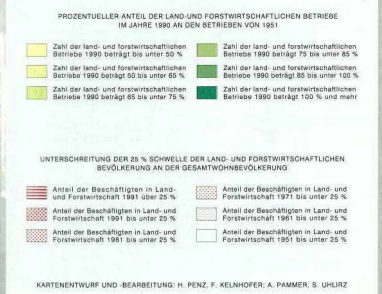 PROZENTUELLER ANTEIL DER LAND-UND FORSTWIRTSCHAFTLICHEN BETRIEBE
IM JAHRE 1990 AN DEN BETRIEBEN VON 1951
Zahl der land- und forstwirtschaftlichen
Betriebe 1990 beträgt bis unter 50 %
Zahl der land- und forstwirtschaftlichen
Betriebe 1990 beträgt 50 bis unter 65 %
Zahl der land- und forstwirtschaftlichen
Betriebe 1990 beträgt 65 bis unter 75 %
Zahl der land- und forstwirtschaftlichen
Betriebe 1990 beträgt 75 bis unter 85 %
Zahl der land- und forstwirtschaftlichen
Betriebe 1990 beträgt 85 bis unter 100 %
Zahl der land- und forstwirtschaftlichen
Betriebe 1990 beträgt 100 % und mehr
UNTERSCHREITUNG DER 25 % SCHWELLE DER LAND- UND FORSTWIRTSCHAFTLICHEN
BEVÖLKERUNG AN DER GESAMTWOHNBEVÖLKERUNG
Anteil der Beschäftigten in Land-
und Forstwirtschaft 1991 über 25 %
Anteil der Beschäftigten in Land- und
Forstwirtschaft 1991 bis unter 25 %
Anteil der Beschäftigten in Land- und
Forstwirtschaft 1981 bis unter 25 %
Anteil der Beschäftigten in Land- und
Forstwirtschaft 1971 bis unter 25 %
Anteil der Beschäftigten in Land- und
Forstwirtschaft 1961 bis unter 25 %
Anteil der Beschäftigten in Land- und
Forstwirtschaft 1951 bis unter 25 %
KARTENENTWURF UND -BEARBEITUNG: H. PENZ, F. KELNHOFER; A. PAMMER; S. UHLIRZ